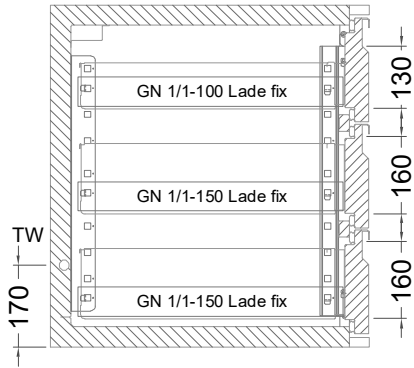 GN 1/1-100 Lade fix
130
160
GN 1/1-150 Lade fix
TW
170
160
GN 1/1-150 Lade fix